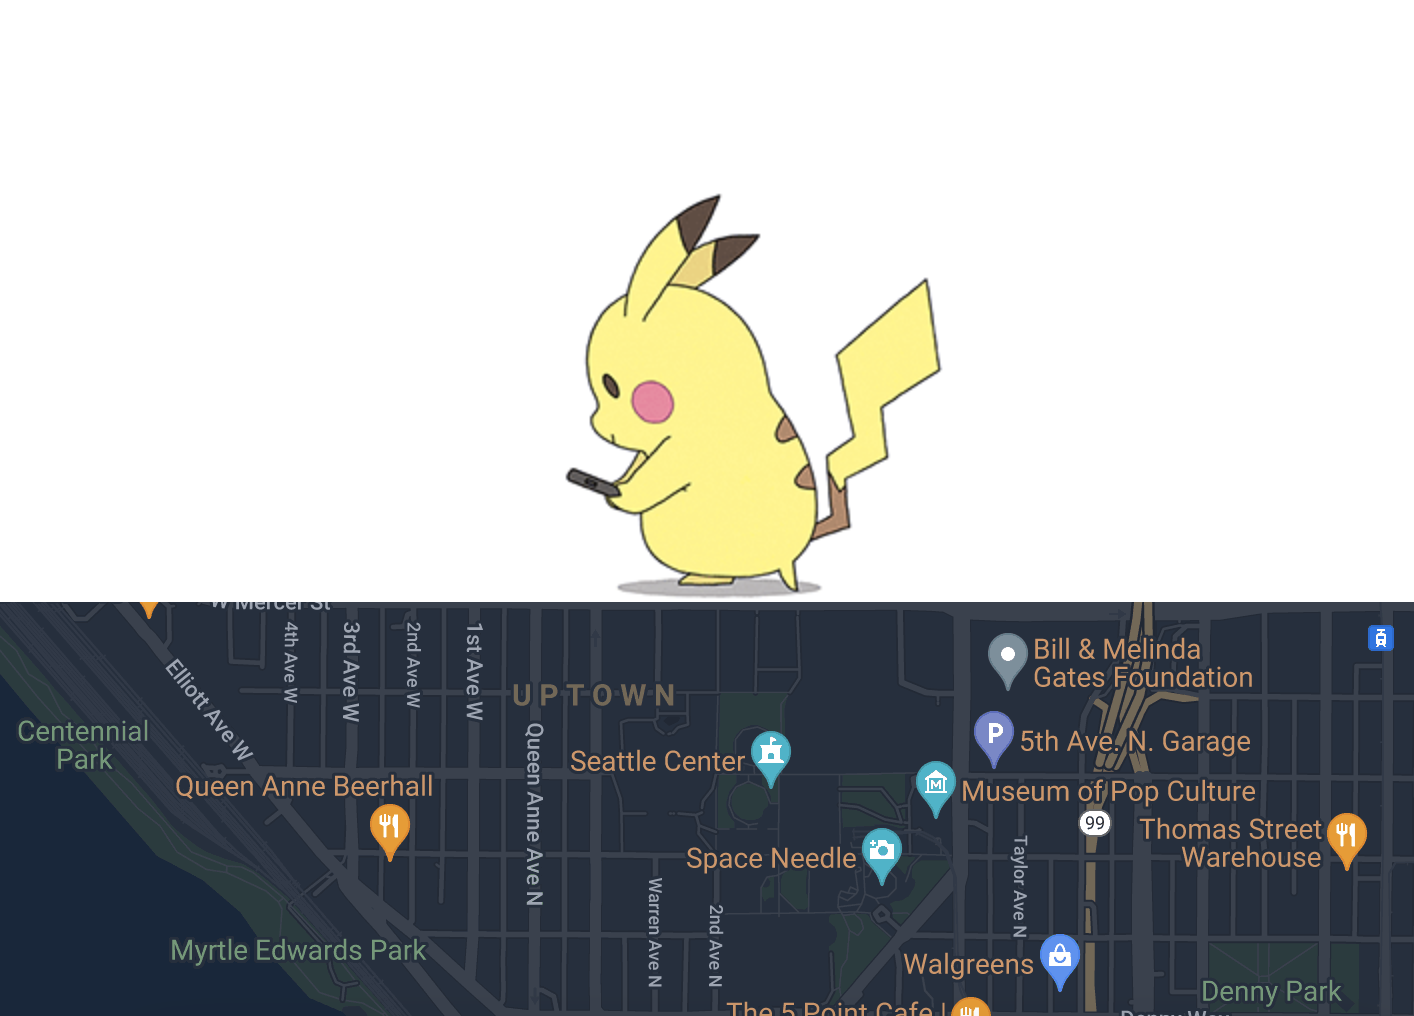 W Mercer St
4th Ave W
3rd Ave W
2nd Ave W
1st Ave W
Bill & Melinda
Gates Foundation
Elliott Ave W
UPTOWN
Centennial
Park
Queen Anne Ave N
Seattle Center
P
5th Ave. N. Garage
Queen Anne Beerhall
M
Museum of Pop Culture
99
Thomas Street
Warehouse
Space Needle
Taylor Ave N
Warren Ave N
2nd Ave N
Myrtle Edwards Park
Walgreens
Denny Park
The 5 Point Cafe
Denny Way